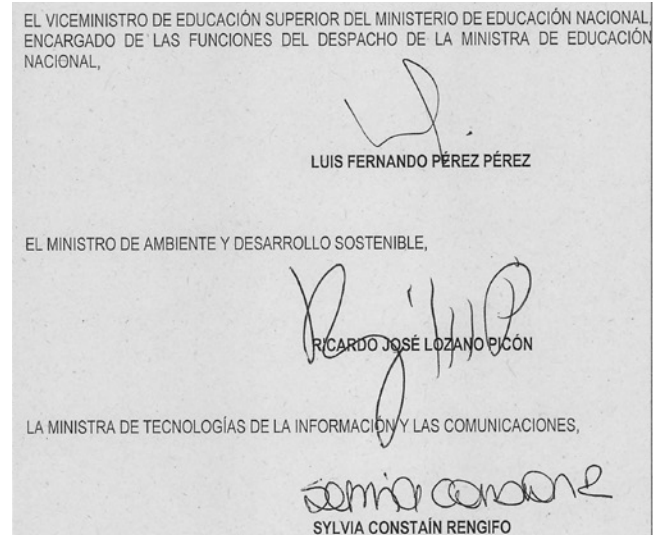 EL VICEMINISTRO DE EDUCACIÓN SUPERIOR DEL MINISTERIO DE EDUCACIÓN NACIONAL,
ENCARGADO DE LAS FUNCIONES DEL DESPACHO DE LA MINISTRA DE EDUCACIÓN
NACIONAL,
LUIS FERNANDO PÉREZ PÉREZ
EL MINISTRO DE AMBIENTE Y DESARROLLO SOSTENIBLE,
RICARDO JOSÉ LOZANO PICÓN
LA MINISTRA DE TECNOLOGÍAS DE LA INFORMACIÓN Y LAS COMUNICACIONES,
SYLVIA CONSTAÍN RENGIFO